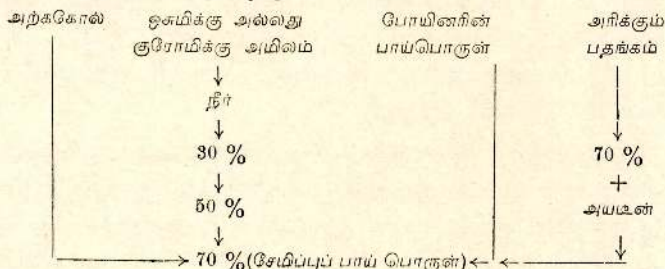 அற்ககோல் ஒசுமிக்கு அல்லது போயினரின் அரிக்கும்
குரோமிக்கு அமிலம் பாய்பொருள் பதங்கம்
நீர்
30 % 70 %
+
50 % அயடீன்
70 % (சேமிப்புப் பாய் பொருள்)